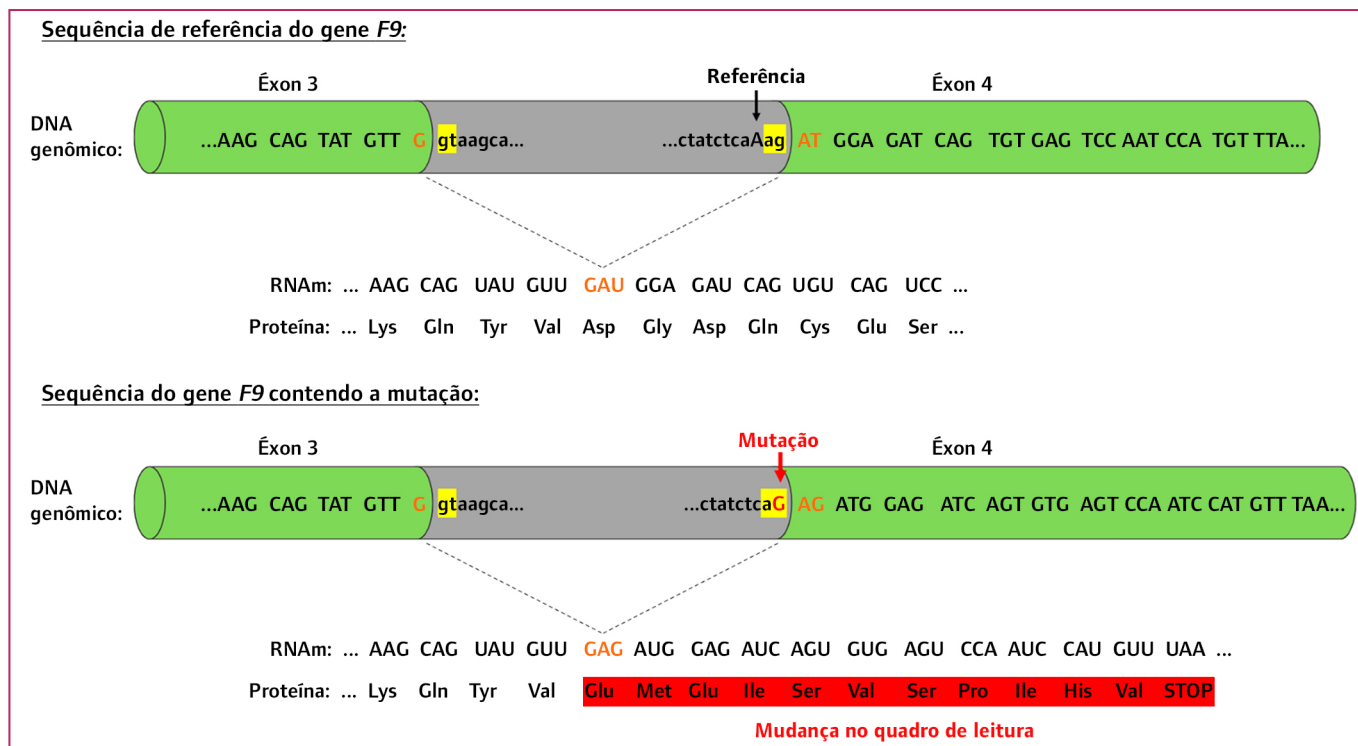 Sequência de referência do gene F9:
Referência
Éxon 3
Éxon 4
DNA genômico:
...AAG CAG TAT GTT G gtaagca... ...ctatctcaAag AT GGA GAT CAG TGT GAG TCC AAT CCA TGT TTA...
RNAm: ... AAG CAG UAU GUU GAU GGA GAU CAG UGU CAG UCC ...
Proteína: ... Lys Gln Tyr Val Asp Gly Asp Gln Cys Glu Ser ...
Sequência do gene F9 contendo a mutação:
Mutação
Éxon 3
Éxon 4
DNA genômico:
...AAG CAG TAT GTT G gtaagca... ...ctatctcaG AG ATG GAG ATC AGT GTG AGT CCA ATC CAT GTT TAA...
RNAm: ... AAG CAG UAU GUU GAG AUG GAG AUC AGU GUG AGU CCA AUC CAU GUU UAA ...
Proteína: ... Lys Gln Tyr Val Glu Met Glu Ile Ser Val Ser Pro Ile His Val STOP
Mudança no quadro de leitura